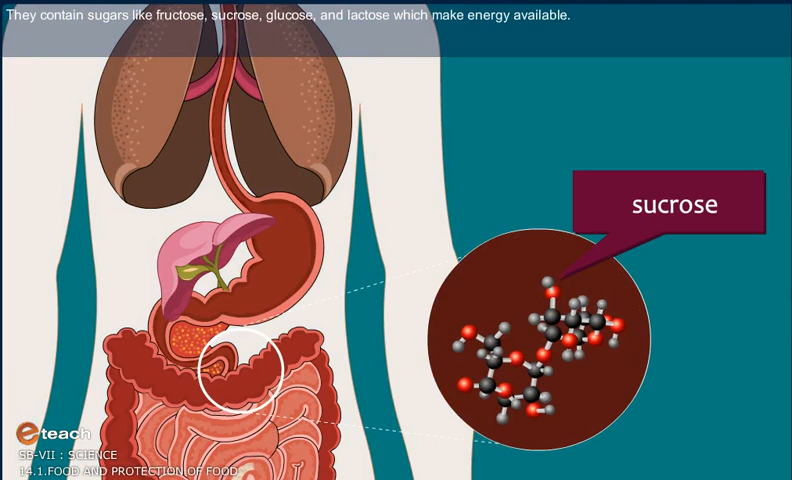 They contain sugars like fructose, sucrose, glucose, and lactose which make energy available.
sucrose
e-teach
SB-VII : SCIENCE
14.1.FOOD AND PROTECTION OF FOOD